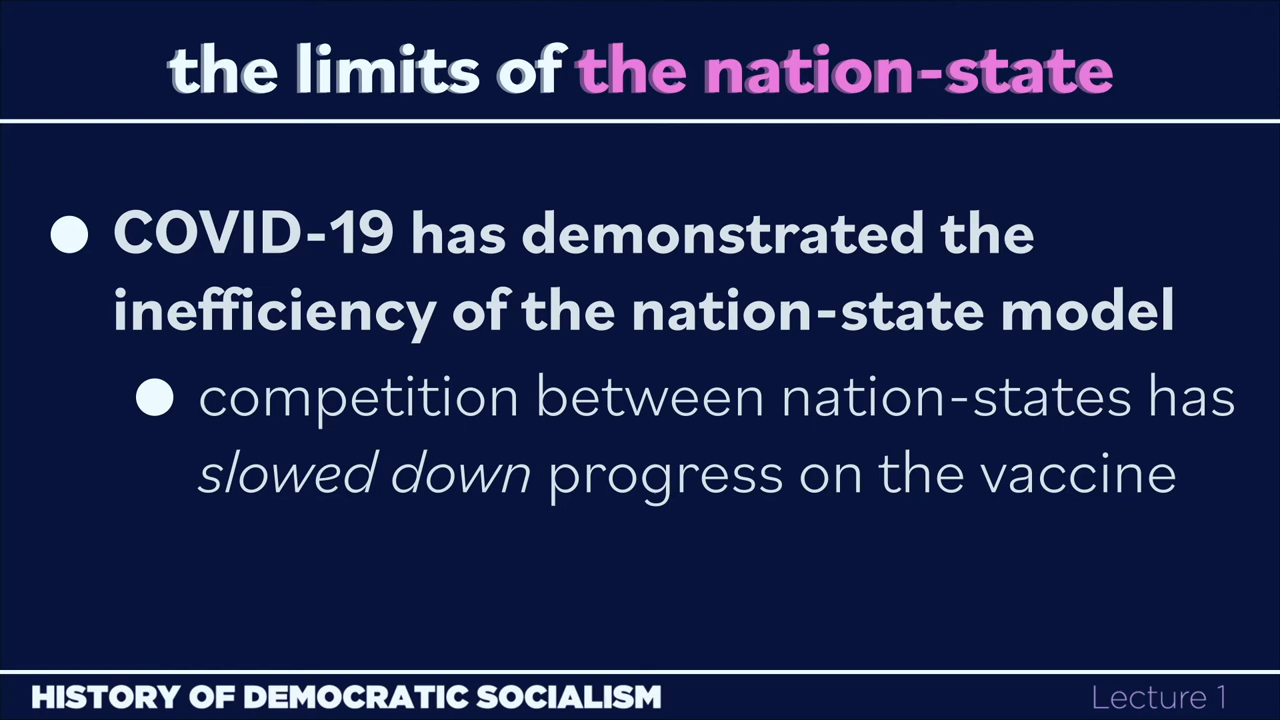 the limits of the nation-state
COVID-19 has demonstrated the
inefficiency of the nation-state model
competition between nation-states has
slowed down progress on the vaccine
HISTORY OF DEMOCRATIC SOCIALISM
Lecture 1